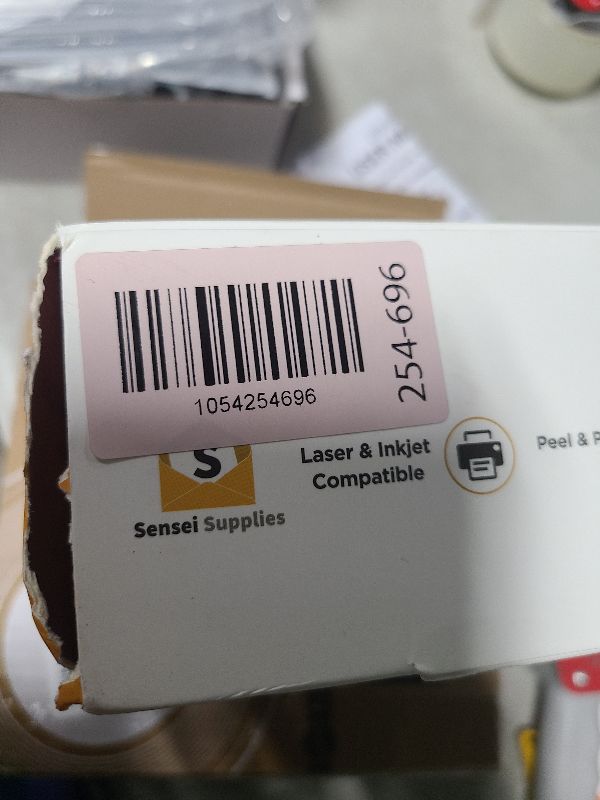 254-696
1054254696
S
Sensei Supplies
Laser & Inkjet
Compatible
Peel &